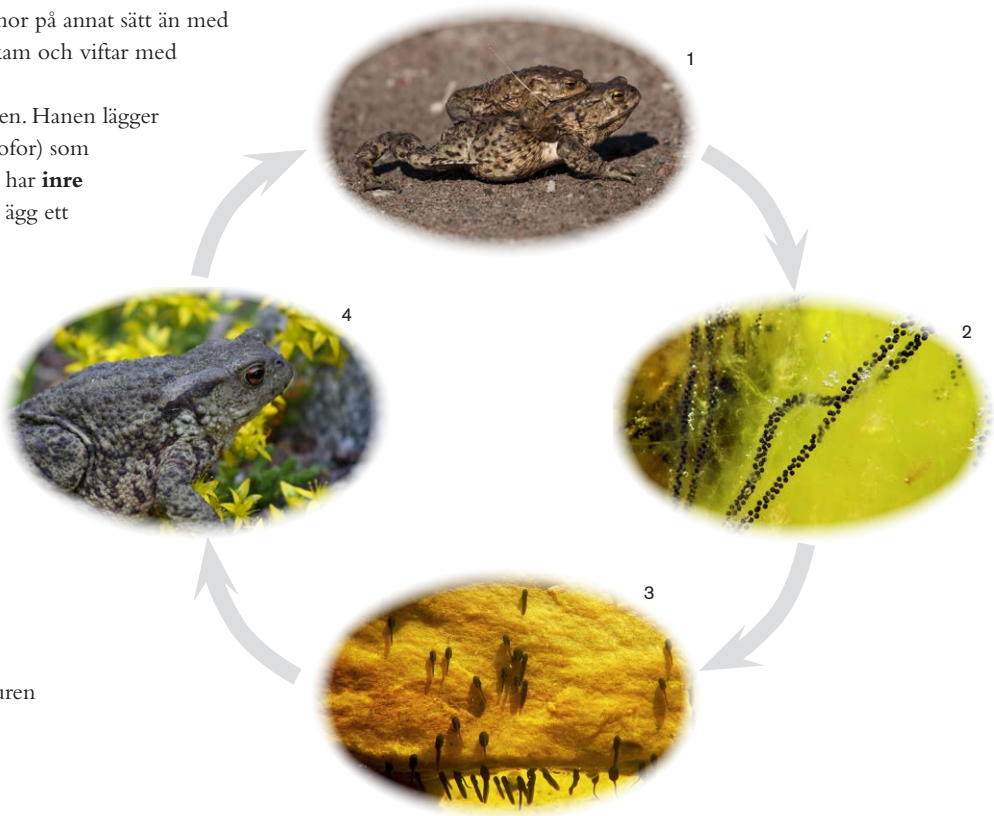 nor på annat sätt än med
kam och viftar med
en. Hanen lägger
ofor) som
har inre
ägg ett
1
2
4
3
uren